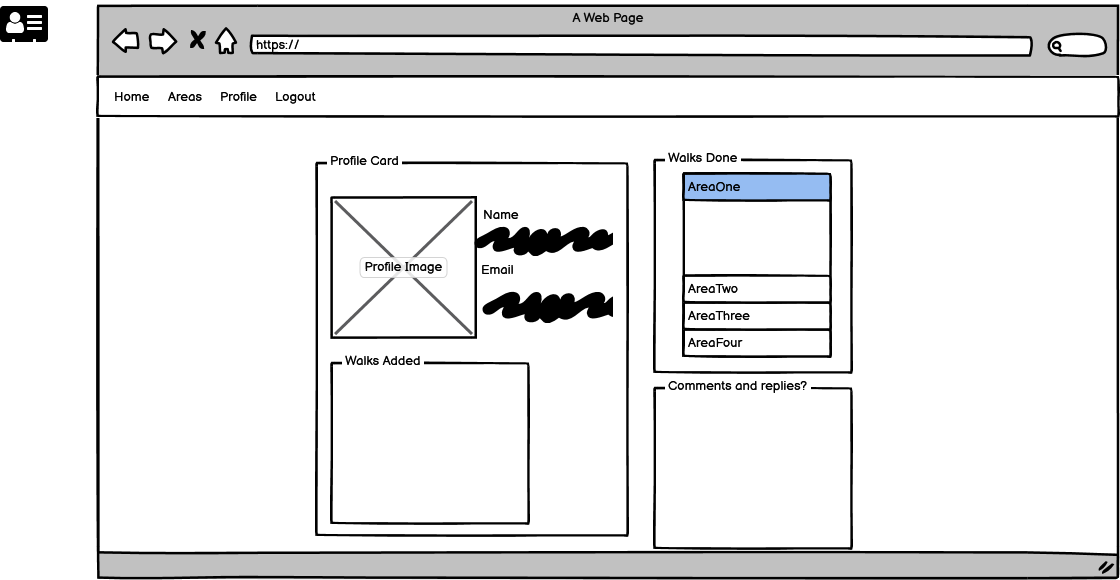 A Web Page
https://
Home Areas Profile Logout
Profile Card
Profile Image
Name
Email
Walks Added
Walks Done
AreaOne
AreaTwo
AreaThree
AreaFour
Comments and replies?